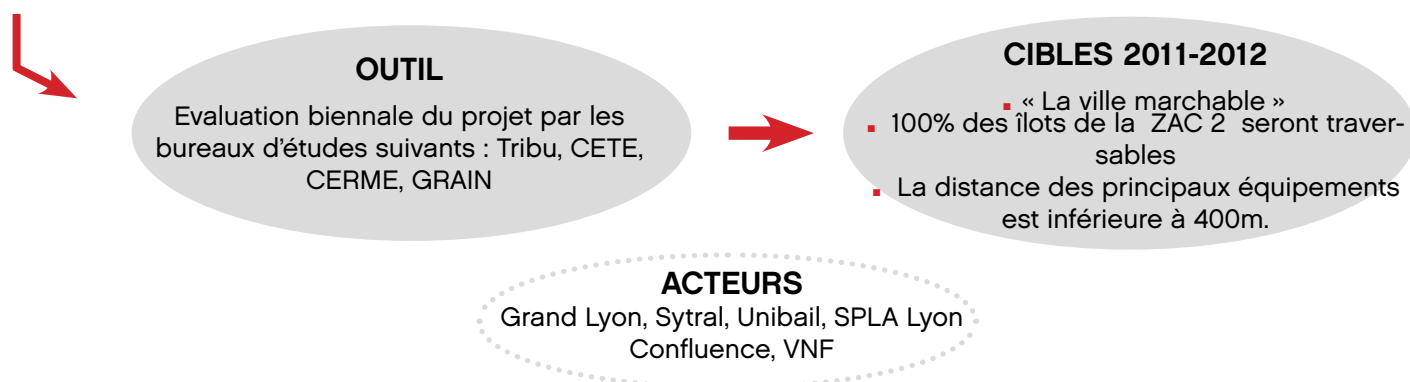 OUTIL
Evaluation biennale du projet par les
bureaux d'études suivants : Tribu, CETE,
CERME, GRAIN
CIBLES 2011-2012
▪ « La ville marchable »
▪ 100% des îlots de la ZAC 2 seront traver-
sables
▪ La distance des principaux équipements
est inférieure à 400m.
ACTEURS
Grand Lyon, Sytral, Unibail, SPLA Lyon
Confluence, VNF